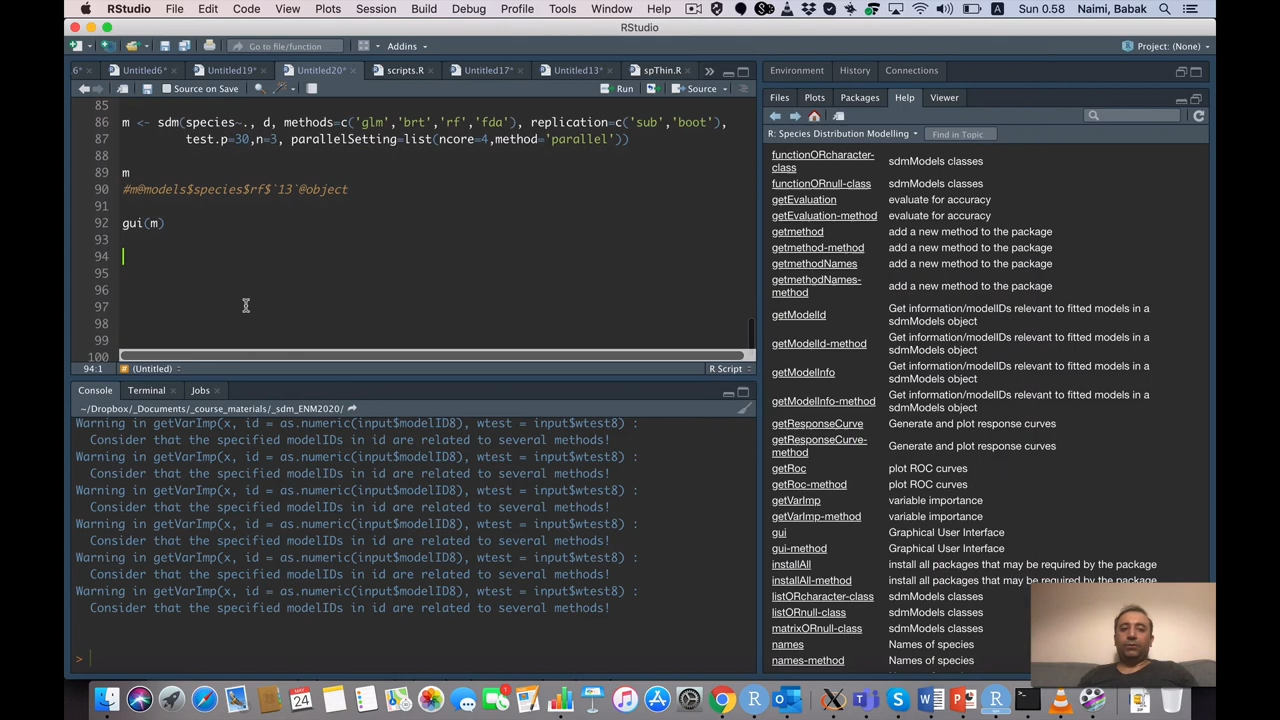 RStudio File Edit Code View Plots Session Build Debug Profile Tools Window Help Sun 0.58 Naimi, Babak
RStudio
Go to file/function Addins Project: (None)
6* Untitled6* Untitled19* Untitled20* scripts.R Untitled17* Untitled13* spThin.R
Source on Save Run Source
85
86 m <- sdm(species~., d, methods=c('glm','brt','rf','fda'), replication=c('sub','boot'),
87 test.p=30,n=3, parallelSetting=list(ncore=4,method='parallel'))
88
89 m
90 #m@models$species$rf$`13`@object
91
92 gui(m)
93
94
95
96
97
98
99
100
94:1 (Untitled) R Script
Console Terminal Jobs
~/Dropbox/_Documents/_course_materials/_sdm_ENM2020/
Warning in getVarImp(x, id = as.numeric(input$modelID8), wtest = input$wtest8) :
Consider that the specified modelIDs in id are related to several methods!
Warning in getVarImp(x, id = as.numeric(input$modelID8), wtest = input$wtest8) :
Consider that the specified modelIDs in id are related to several methods!
Warning in getVarImp(x, id = as.numeric(input$modelID8), wtest = input$wtest8) :
Consider that the specified modelIDs in id are related to several methods!
Warning in getVarImp(x, id = as.numeric(input$modelID8), wtest = input$wtest8) :
Consider that the specified modelIDs in id are related to several methods!
Warning in getVarImp(x, id = as.numeric(input$modelID8), wtest = input$wtest8) :
Consider that the specified modelIDs in id are related to several methods!
Warning in getVarImp(x, id = as.numeric(input$modelID8), wtest = input$wtest8) :
Consider that the specified modelIDs in id are related to several methods!
>
Environment History Connections
Files Plots Packages Help Viewer
R: Species Distribution Modelling Find in Topic
functionORcharacter-
class sdmModels classes
functionORnull-class sdmModels classes
getEvaluation evaluate for accuracy
getEvaluation-method evaluate for accuracy
getmethod add a new method to the package
getmethod-method add a new method to the package
getmethodNames add a new method to the package
getmethodNames-
method add a new method to the package
getModelId Get information/modelIDs relevant to fitted models in a
sdmModels object
getModelId-method Get information/modelIDs relevant to fitted models in a
sdmModels object
getModelInfo Get information/modelIDs relevant to fitted models in a
sdmModels object
getModelInfo-method Get information/modelIDs relevant to fitted models in a
sdmModels object
getResponseCurve Generate and plot response curves
getResponseCurve-
method Generate and plot response curves
getRoc plot ROC curves
getRoc-method plot ROC curves
getVarImp variable importance
getVarImp-method variable importance
gui Graphical User Interface
gui-method Graphical User Interface
installAll install all packages that may be required by the package
installAll-method install all packages that may be required by the package
listORcharacter-class sdmModels classes
listORnull-class sdmModels classes
matrixORnull-class sdmModels classes
names Names of species
names-method Names of species
MAY
24